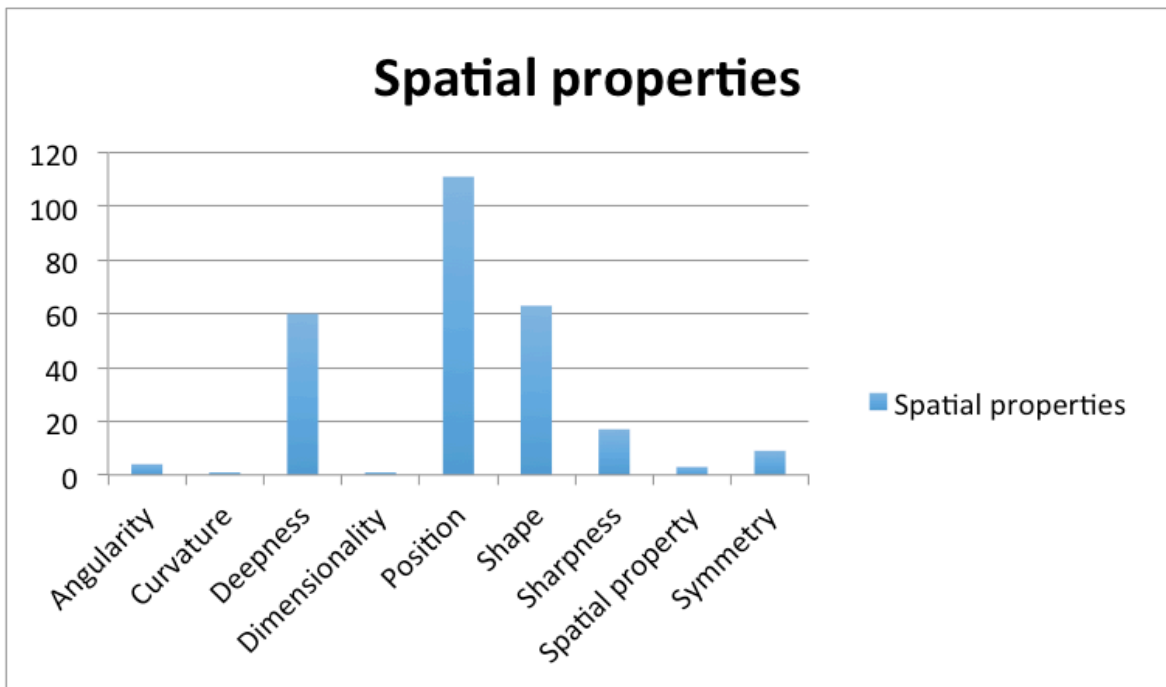 Spatial properties
120
100
80
60
40
20
0
Angularity
Curvature
Deepness
Dimensionality
Position
Shape
Sharpness
Spatial property
Symmetry
Spatial properties